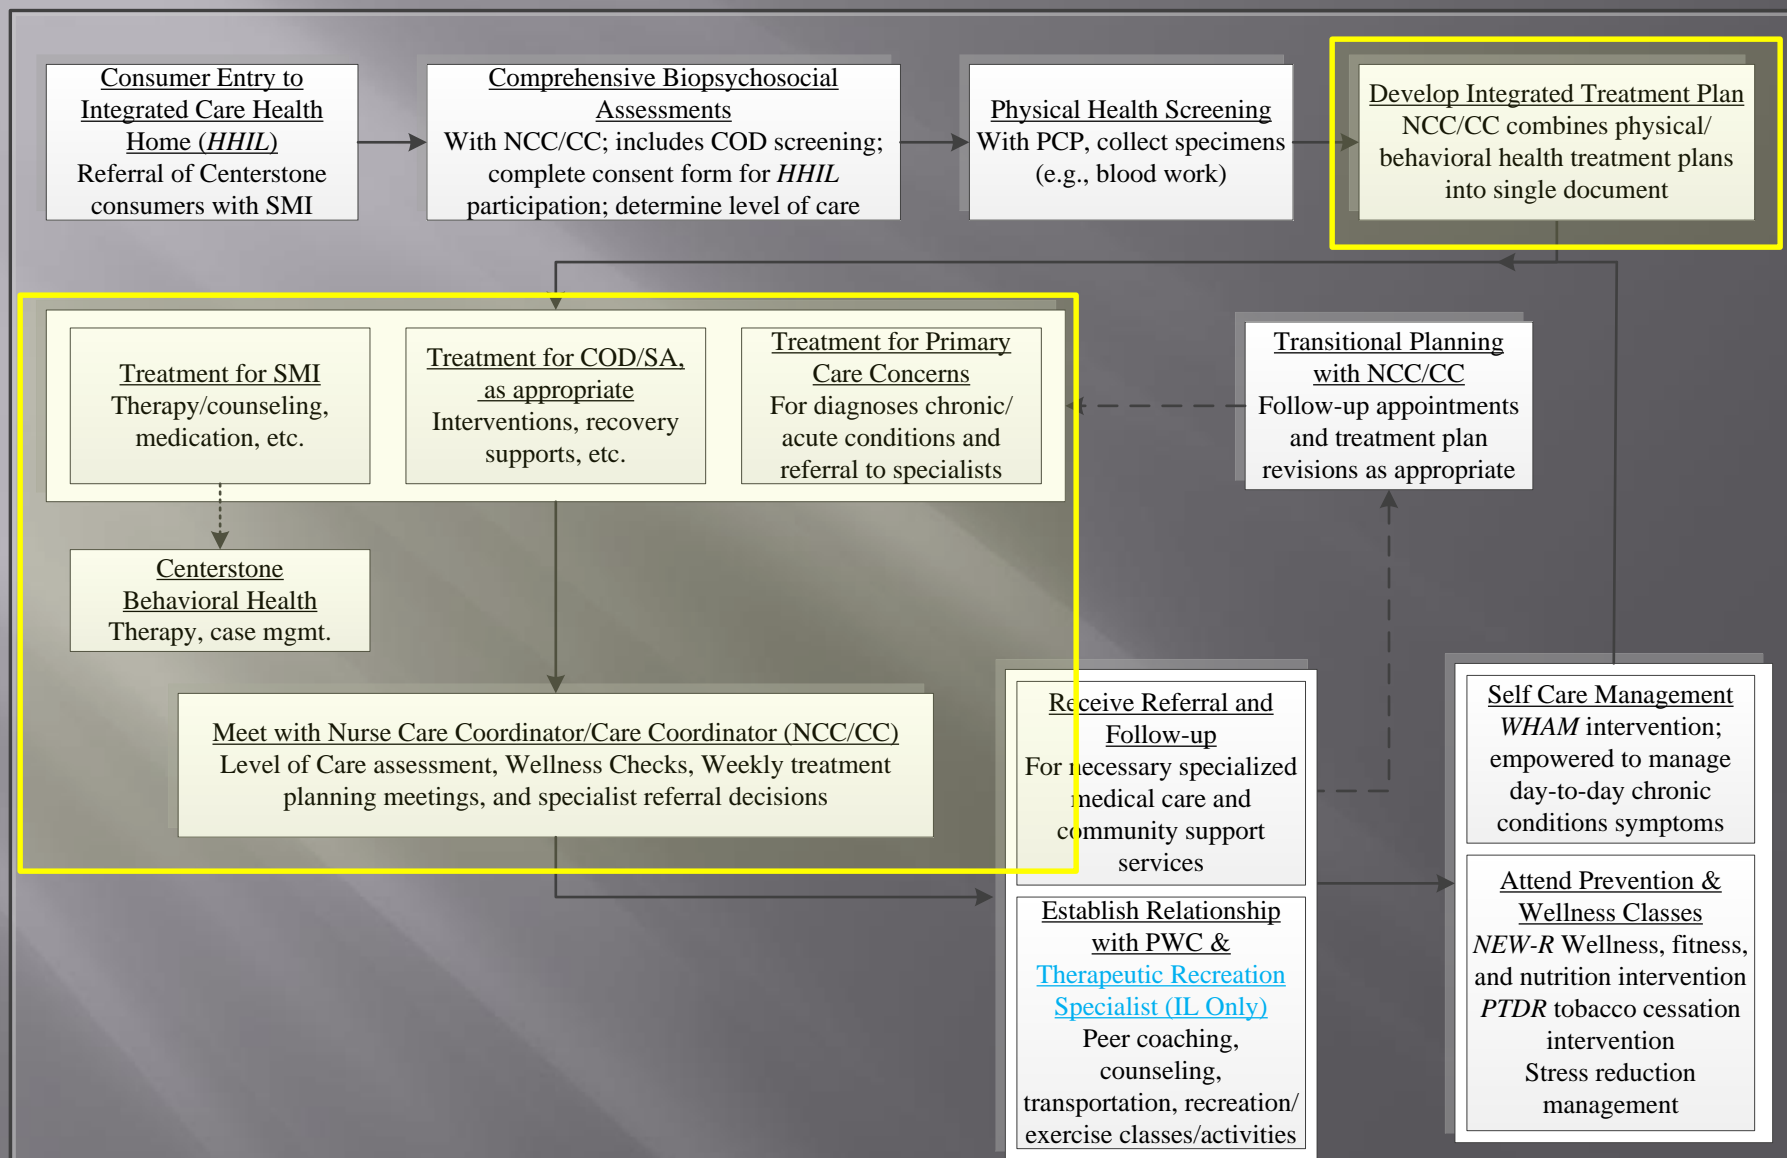 Consumer Entry to
Integrated Care Health
Home (HHIL)
Referral of Centerstone
consumers with SMI
Comprehensive Biopsychosocial
Assessments
With NCC/CC; includes COD screening;
complete consent form for HHIL
participation; determine level of care
Physical Health Screening
With PCP, collect specimens
(e.g., blood work)
Develop Integrated Treatment Plan
NCC/CC combines physical/
behavioral health treatment plans
into single document
Treatment for SMI
Therapy/counseling,
medication, etc.
Treatment for COD/SA,
as appropriate
Interventions, recovery
supports, etc.
Treatment for Primary
Care Concerns
For diagnoses chronic/
acute conditions and
referral to specialists
Transitional Planning
with NCC/CC
Follow-up appointments
and treatment plan
revisions as appropriate
Centerstone
Behavioral Health
Therapy, case mgmt.
Meet with Nurse Care Coordinator/Care Coordinator (NCC/CC)
Level of Care assessment, Wellness Checks, Weekly treatment
planning meetings, and specialist referral decisions
Receive Referral and
Follow-up
For necessary specialized
medical care and
community support
services
Establish Relationship
with PWC &
Therapeutic Recreation
Specialist (IL Only)
Peer coaching,
counseling,
transportation, recreation/
exercise classes/activities
Self Care Management
WHAM intervention;
empowered to manage
day-to-day chronic
conditions symptoms
Attend Prevention &
Wellness Classes
NEW-R Wellness, fitness,
and nutrition intervention
PTDR tobacco cessation
intervention
Stress reduction
management